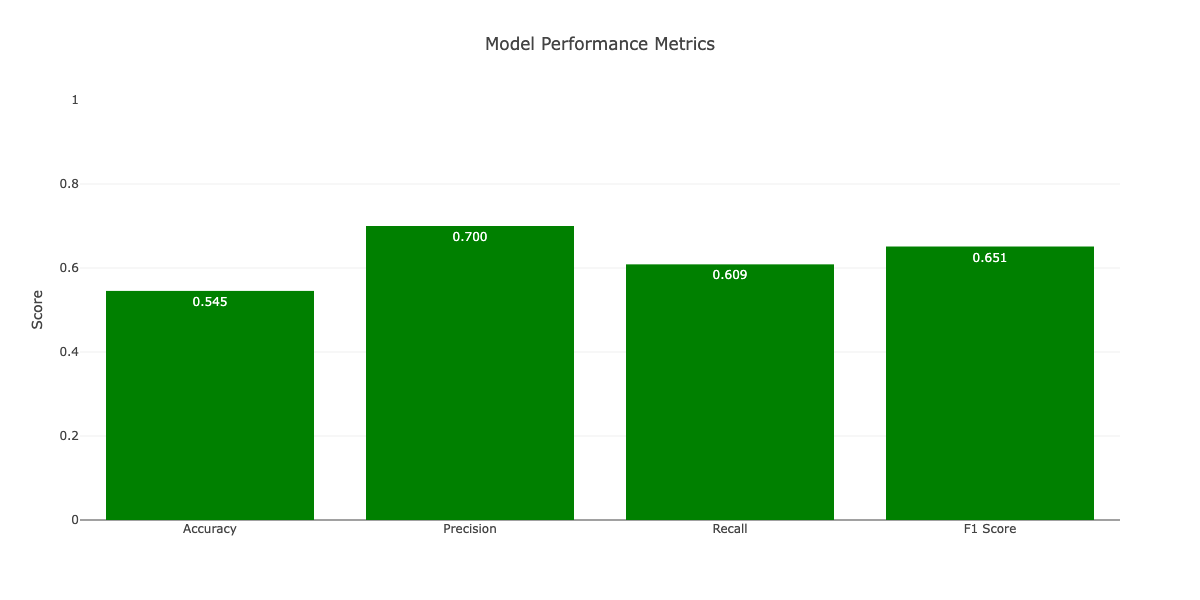 Model Performance Metrics
1
0.8
0.6
0.4
0.2
0
Score
0.545
0.700
0.609
0.651
Accuracy
Precision
Recall
F1 Score